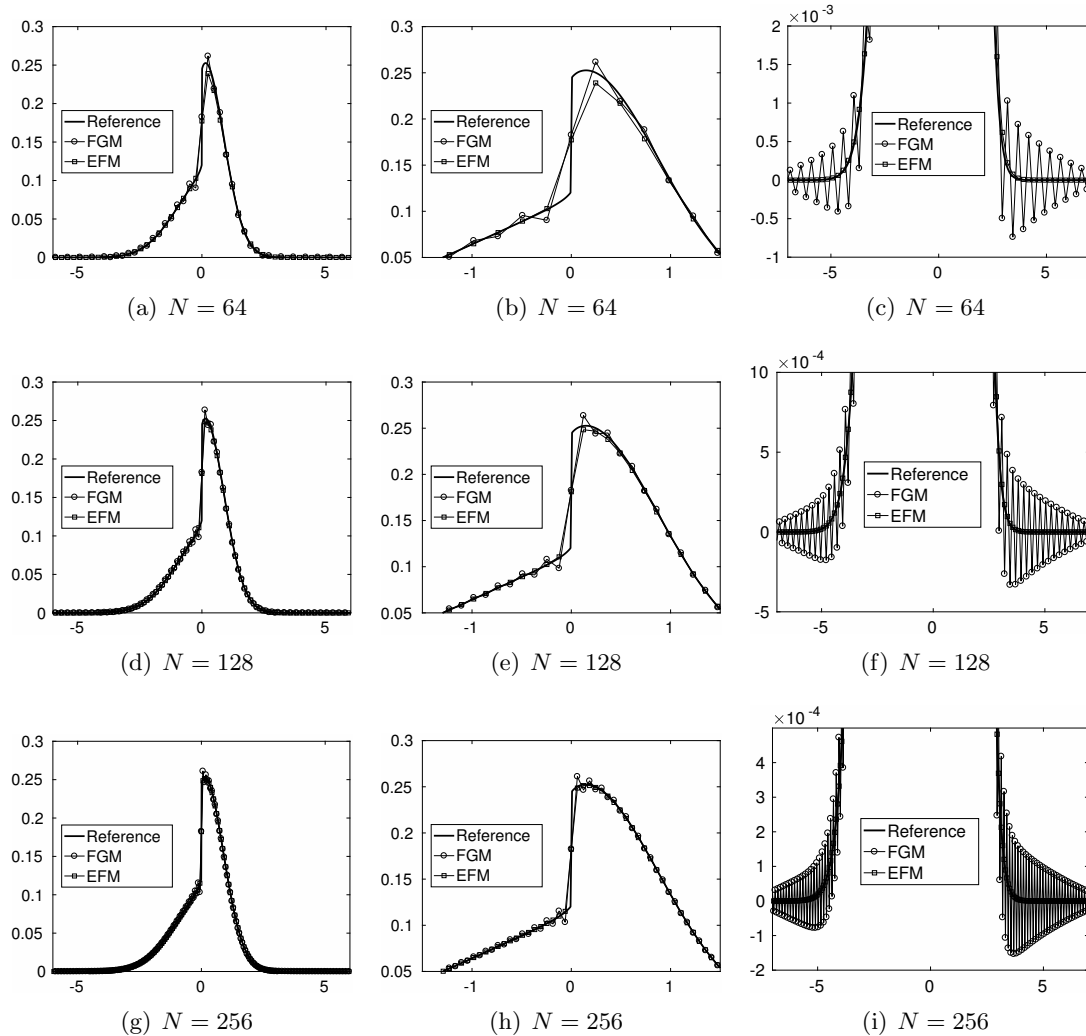 0.3
0.25
0.2
0.15
0.1
0.05
0
-5
0
5
Reference
FGM
EFM
(a) N = 64
0.3
0.25
0.2
0.15
0.1
0.05
-1
0
1
Reference
FGM
EFM
(b) N = 64
×10⁻³
2
1.5
1
0.5
0
-0.5
-1
-5
0
5
Reference
FGM
EFM
(c) N = 64
0.3
0.25
0.2
0.15
0.1
0.05
0
-5
0
5
Reference
FGM
EFM
(d) N = 128
0.3
0.25
0.2
0.15
0.1
0.05
-1
0
1
Reference
FGM
EFM
(e) N = 128
×10⁻⁴
10
5
0
-5
-5
0
5
Reference
FGM
EFM
(f) N = 128
0.3
0.25
0.2
0.15
0.1
0.05
0
-5
0
5
Reference
FGM
EFM
(g) N = 256
0.3
0.25
0.2
0.15
0.1
0.05
-1
0
1
Reference
FGM
EFM
(h) N = 256
×10⁻⁴
4
3
2
1
0
-1
-2
-5
0
5
Reference
FGM
EFM
(i) N = 256